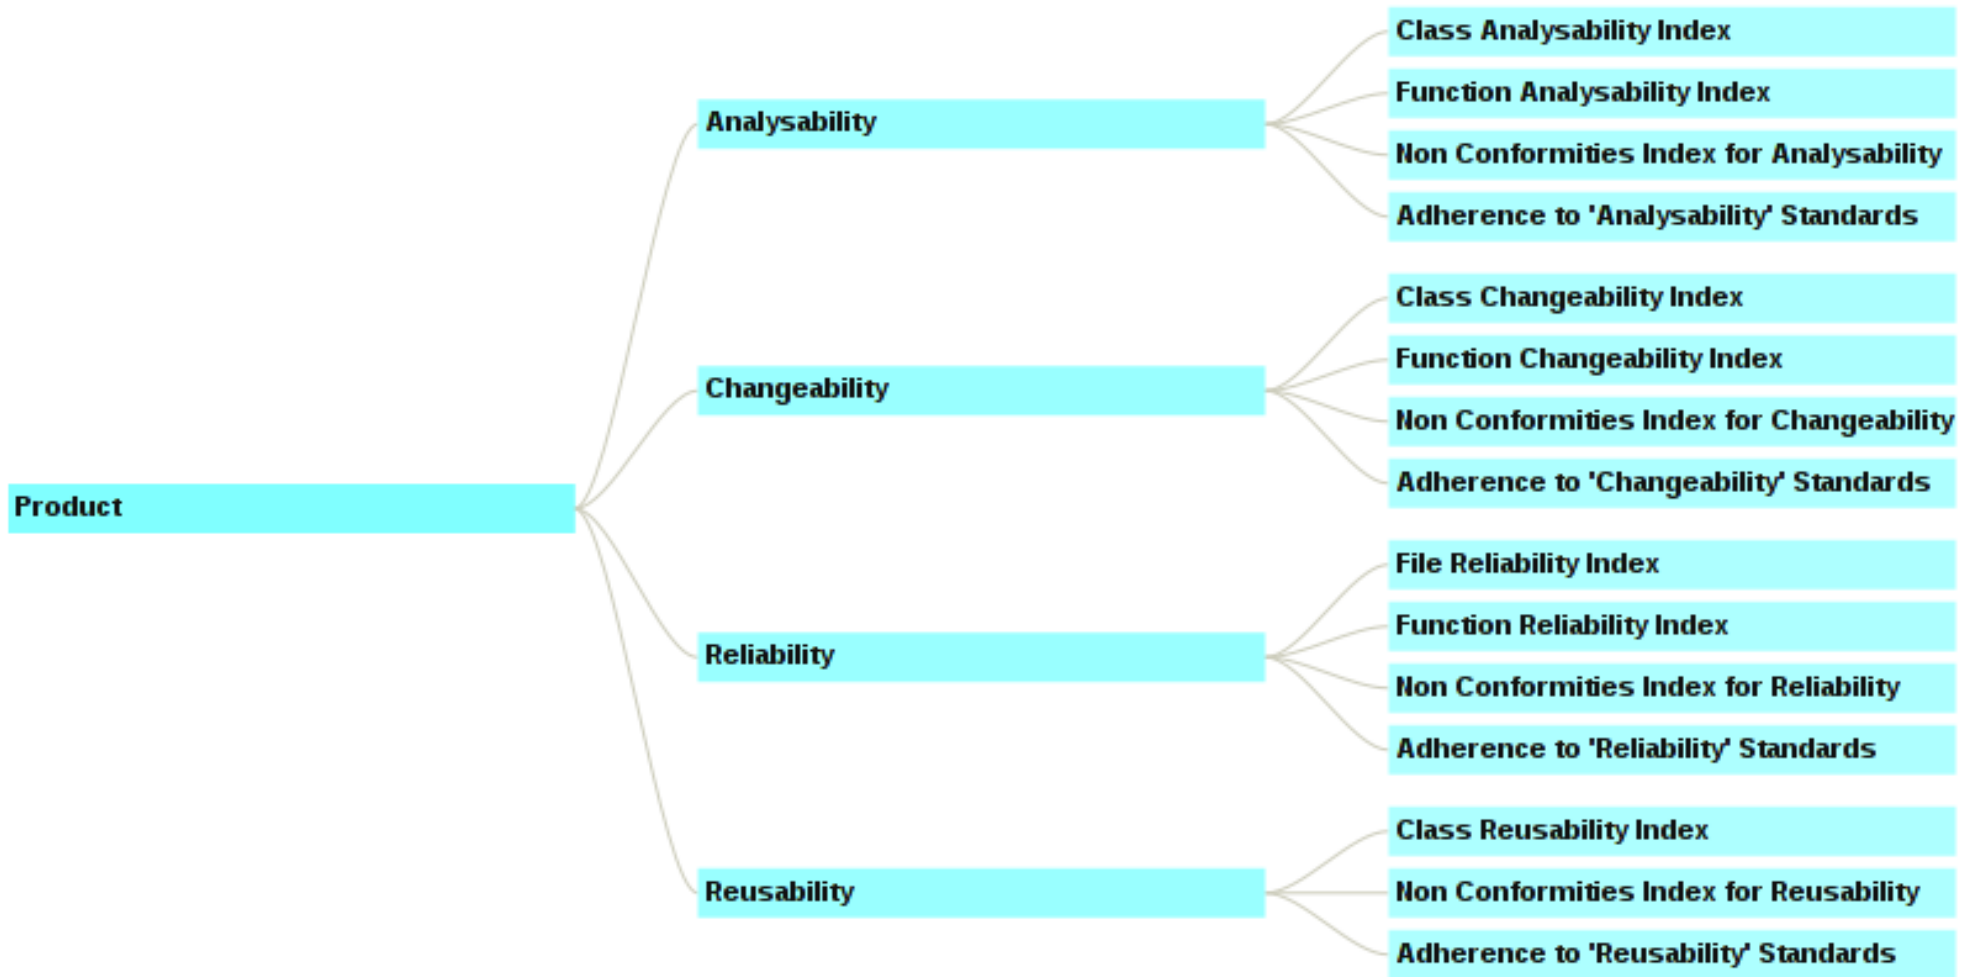 Product
Analysability
Class Analysability Index
Function Analysability Index
Non Conformities Index for Analysability
Adherence to 'Analysability' Standards
Changeability
Class Changeability Index
Function Changeability Index
Non Conformities Index for Changeability
Adherence to 'Changeability' Standards
Reliability
File Reliability Index
Function Reliability Index
Non Conformities Index for Reliability
Adherence to 'Reliability' Standards
Reusability
Class Reusability Index
Non Conformities Index for Reusability
Adherence to 'Reusability' Standards